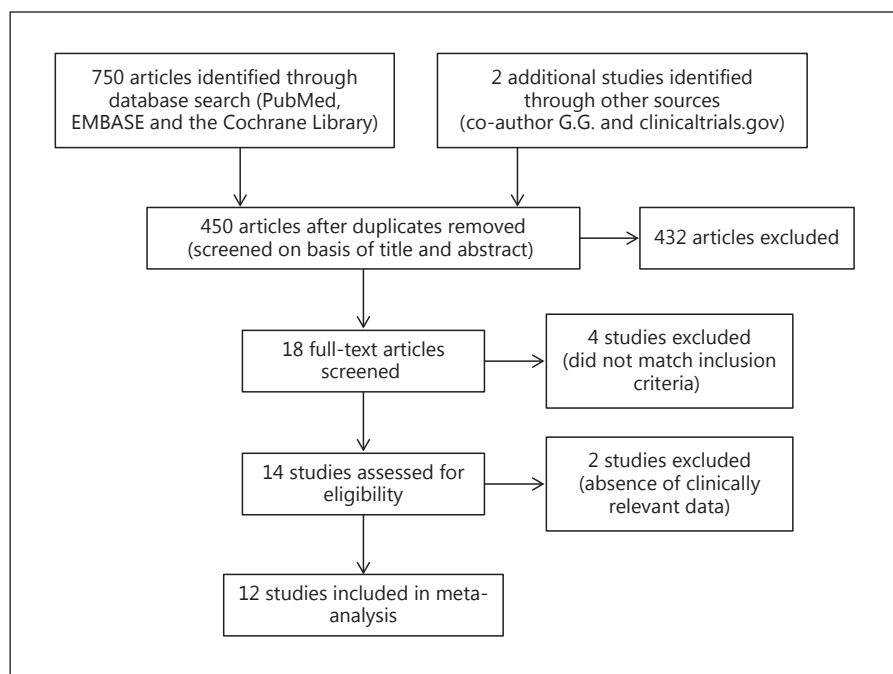 750 articles identified through
database search (PubMed,
EMBASE and the Cochrane Library)
2 additional studies identified
through other sources
(co-author G.G. and clinicaltrials.gov)
450 articles after duplicates removed
(screened on basis of title and abstract)
432 articles excluded
18 full-text articles
screened
4 studies excluded
(did not match inclusion
criteria)
14 studies assessed for
eligibility
2 studies excluded
(absence of clinically
relevant data)
12 studies included in meta-
analysis